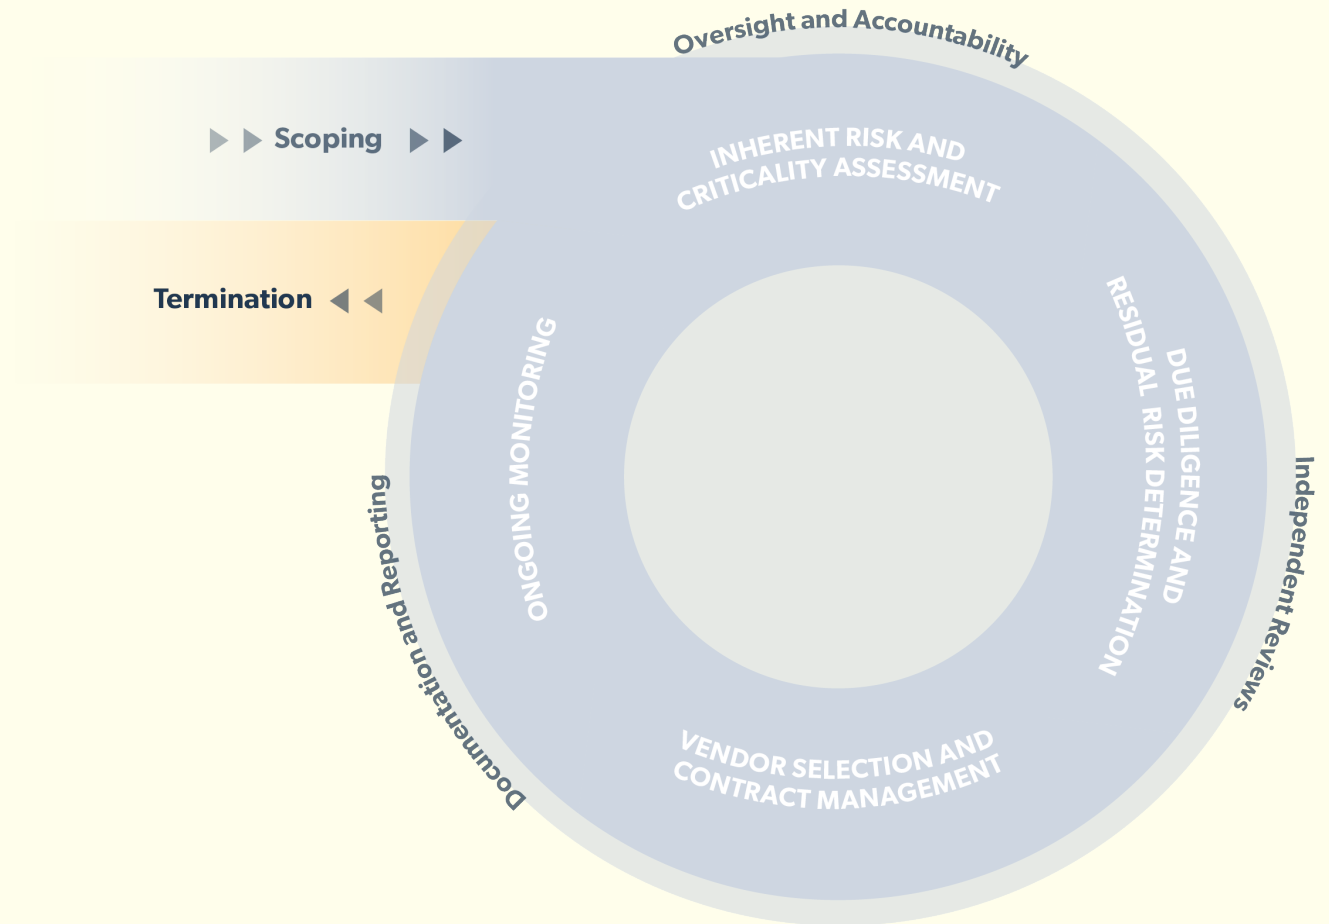 Oversight and Accountability
Scoping
INHERENT RISK AND
CRITICALITY ASSESSMENT
Termination
DUE DILIGENCE AND
RESIDUAL RISK DETERMINATION
Independent Reviews
VENDOR SELECTION AND
CONTRACT MANAGEMENT
ONGOING MONITORING
Documentation and Reporting